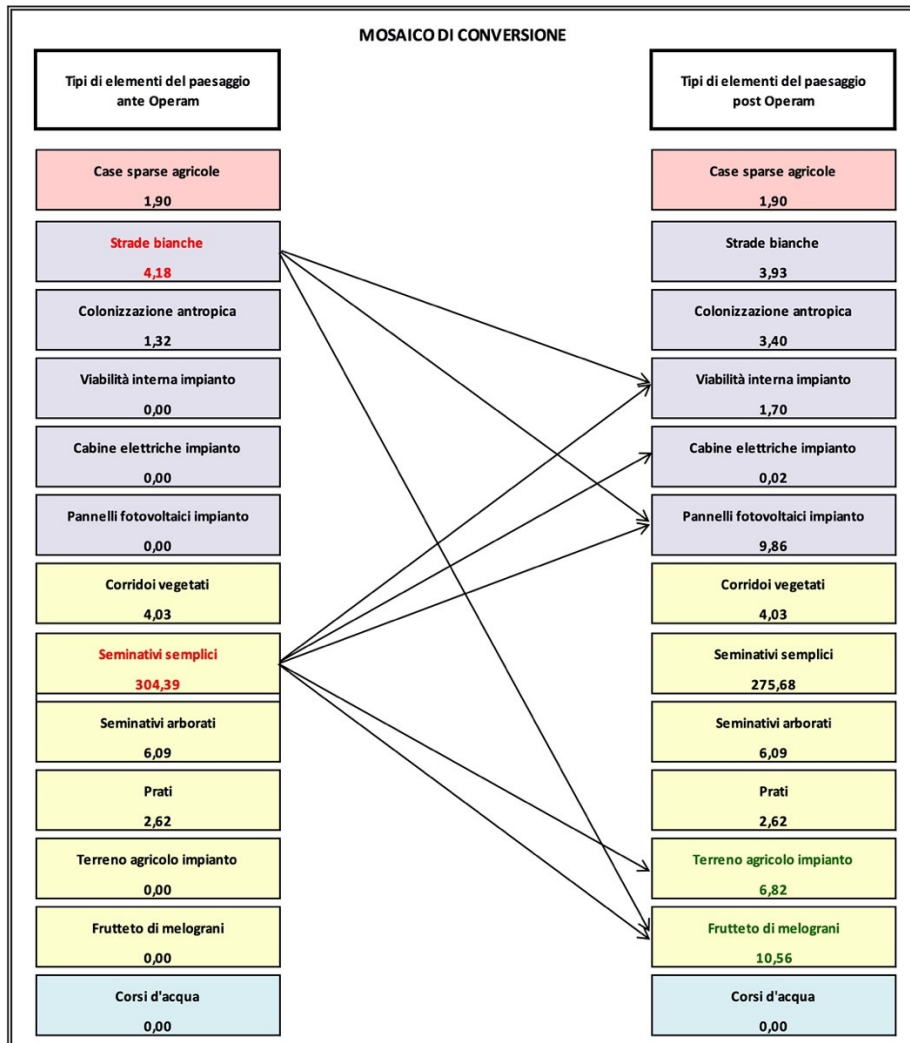 MOSAICO DI CONVERSIONE
Tipi di elementi del paesaggio
ante Operam
Tipi di elementi del paesaggio
post Operam
Case sparse agricole
1,90
Case sparse agricole
1,90
Strade bianche
4,18
Strade bianche
3,93
Colonizzazione antropica
1,32
Colonizzazione antropica
3,40
Viabilità interna impianto
0,00
Viabilità interna impianto
1,70
Cabine elettriche impianto
0,00
Cabine elettriche impianto
0,02
Pannelli fotovoltaici impianto
0,00
Pannelli fotovoltaici impianto
9,86
Corridoi vegetati
4,03
Corridoi vegetati
4,03
Seminativi semplici
304,39
Seminativi semplici
275,68
Seminativi arborati
6,09
Seminativi arborati
6,09
Prati
2,62
Prati
2,62
Terreno agricolo impianto
0,00
Terreno agricolo impianto
6,82
Frutteto di melograni
0,00
Frutteto di melograni
10,56
Corsi d'acqua
0,00
Corsi d'acqua
0,00